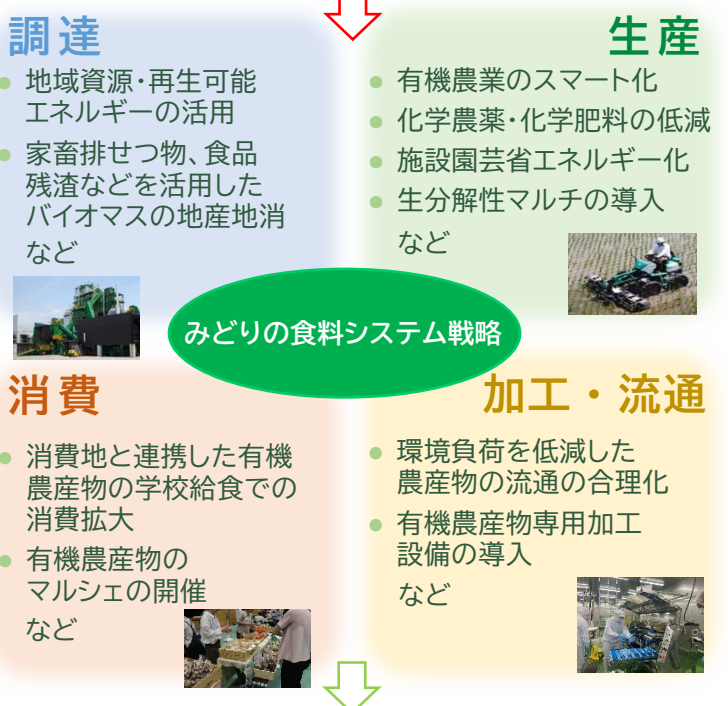 調達
● 地域資源・再生可能
エネルギーの活用
● 家畜排せつ物、食品
残渣などを活用した
バイオマスの地産地消
など
生産
● 有機農業のスマート化
● 化学農薬・化学肥料の低減
● 施設園芸省エネルギー化
● 生分解性マルチの導入
など
みどりの食料システム戦略
消費
● 消費地と連携した有機
農産物の学校給食での
消費拡大
● 有機農産物の
マルシェの開催
など
加工・流通
● 環境負荷を低減した
農産物の流通の合理化
● 有機農産物専用加工
設備の導入
など